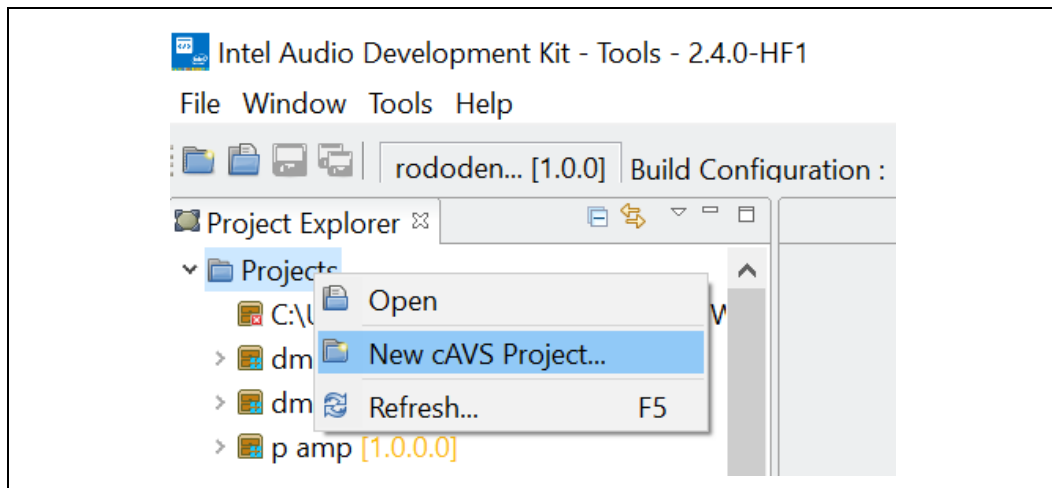 Intel Audio Development Kit - Tools - 2.4.0-HF1
File Window Tools Help
rododen... [1.0.0] Build Configuration :
Project Explorer
Projects
Open
C:\
New cAVS Project...
dm
Refresh... F5
dm
p amp [1.0.0.0]